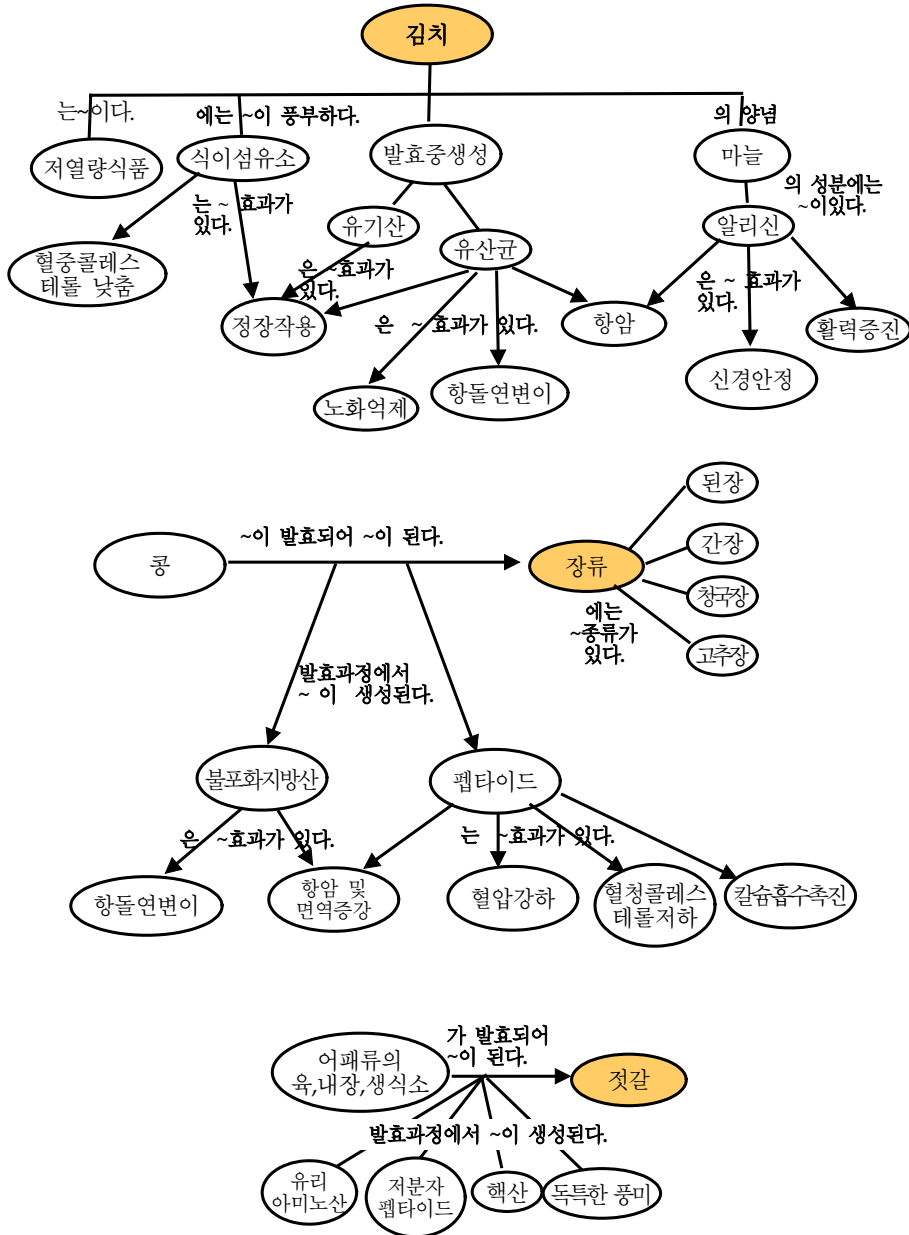 김치
는~이다.
에는 ~이 풍부하다.
의 양념
저열량식품
식이섬유소
발효중생성
마늘
는 ~ 효과가
있다.
의 성분에는
~이있다.
유기산
유산균
알리신
혈중콜레스
테롤 낮춤
은 ~효과가
있다.
은 ~ 효과가
있다.
정장작용
은 ~ 효과가 있다.
항암
활력증진
노화억제
항돌연변이
신경안정
된장
~이 발효되어 ~이 된다.
간장
콩
장류
청국장
에는
~종류가
있다.
고추장
발효과정에서
~ 이 생성된다.
불포화지방산
펩타이드
은 ~효과가 있다.
는 ~효과가 있다.
항돌연변이
항암 및
면역증강
혈압강하
혈청콜레스
테롤저하
칼슘흡수촉진
가 발효되어
~이 된다.
어패류의
육,내장,생식소
젓갈
발효과정에서 ~이 생성된다.
유리
아미노산
저분자
펩타이드
핵산
독특한 풍미